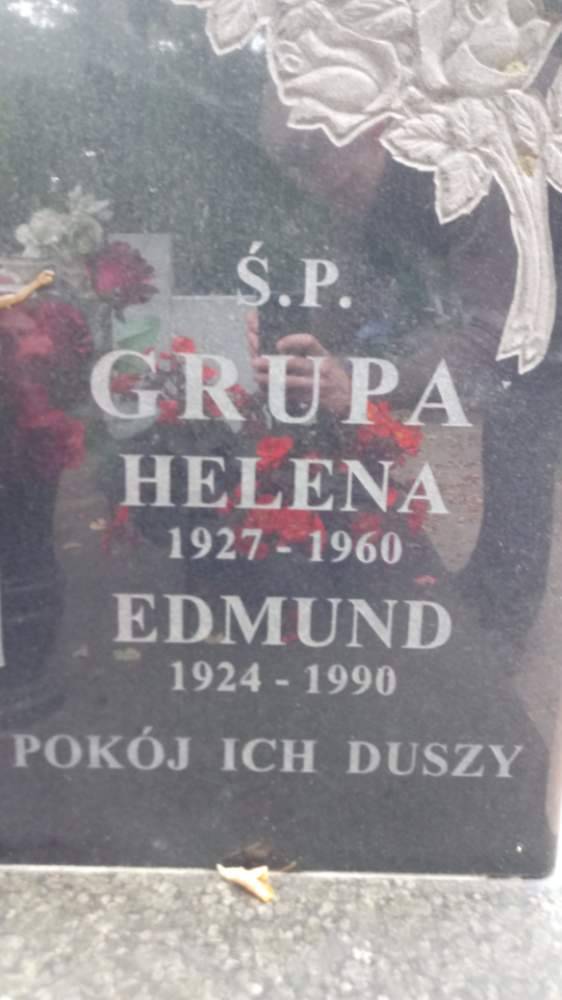 Ś.P.
GRUPA
HELENA
1927 - 1960
EDMUND
1924 - 1990
POKÓJ ICH DUSZY